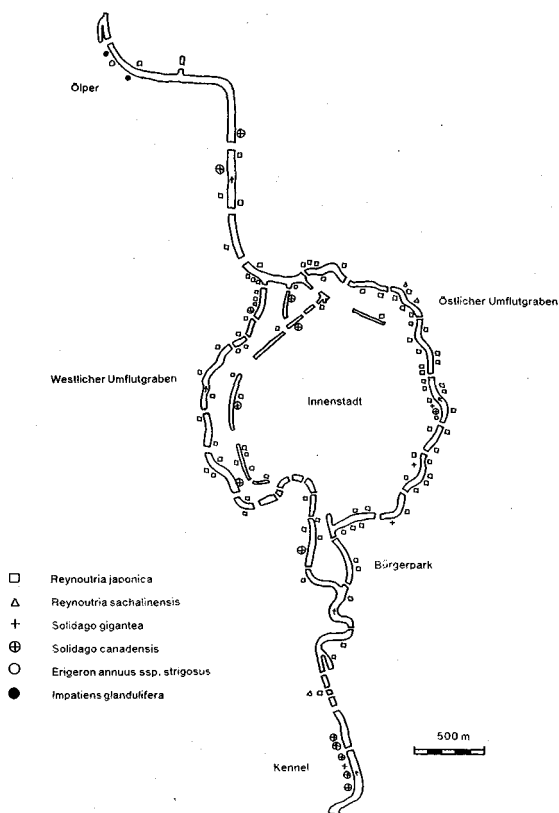 Ölper
Östlicher Umflutgraben
Westlicher Umflutgraben
Innenstadt
Bürgerpark
Reynoutria japonica
Reynoutria sachalinensis
Solidago gigantea
Solidago canadensis
Erigeron annuus ssp. strigosus
Impatiens glandulifera
500 m
Kennel